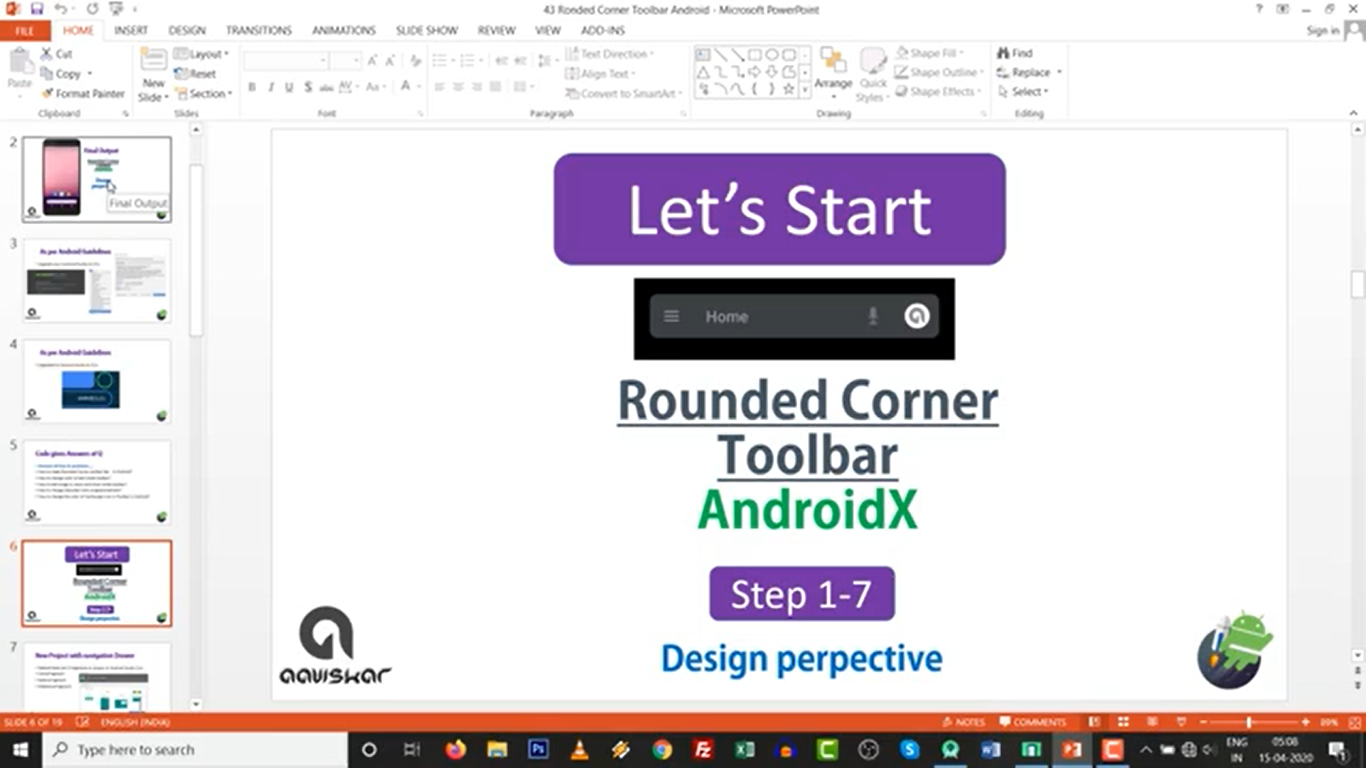 43 Ronded Corner Toolbar Android - Microsoft PowerPoint
Sign in
FILE HOME INSERT DESIGN TRANSITIONS ANIMATIONS SLIDE SHOW REVIEW VIEW ADD-INS
Paste
Cut
Copy
Format Painter
Clipboard
New
Slide
Layout
Reset
Section
Slides
Font
Text Direction
Align Text
Convert to SmartArt
Paragraph
Arrange
Quick
Styles
Shape Fill
Shape Outline
Shape Effects
Drawing
Find
Replace
Select
Editing
2
Final Output
Final Output
3
As per Android Guidelines
4
As per Android Guidelines
5
Code gives Answers of Q
6
Let's Start
Rounded Corner
Toolbar
AndroidX
Step 1-7
Design perpective
7
New Project with navigation Drawer
Let's Start
Home
Rounded Corner
Toolbar
AndroidX
Step 1-7
Design perpective
aaviskar
SLIDE 6 OF 19 ENGLISH (INDIA) NOTES COMMENTS 89%
Type here to search
ENG
IN
05:08
15-04-2020